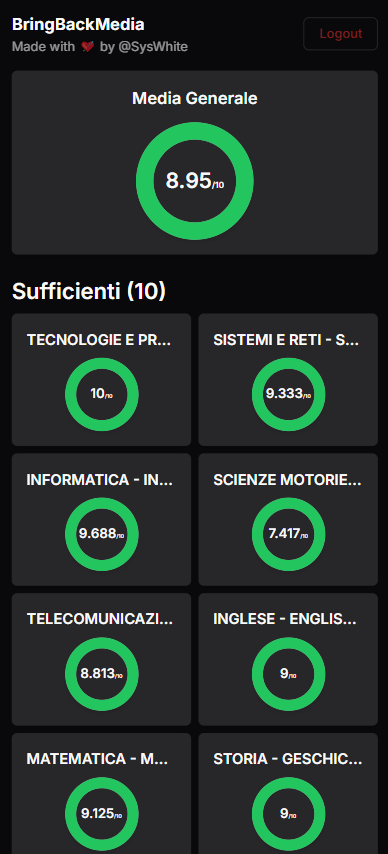 BringBackMedia
Made with by @SysWhite
Logout
Media Generale
8.95/10
Sufficienti (10)
TECNOLOGIE E PR...
SISTEMI E RETI - S...
10/10
9.333/10
INFORMATICA - IN...
SCIENZE MOTORIE...
9.688/10
7.417/10
TELECOMUNICAZI...
INGLESE - ENGLIS...
8.813/10
9/10
MATEMATICA - M...
STORIA - GESCHIC...
9.125/10
9/10